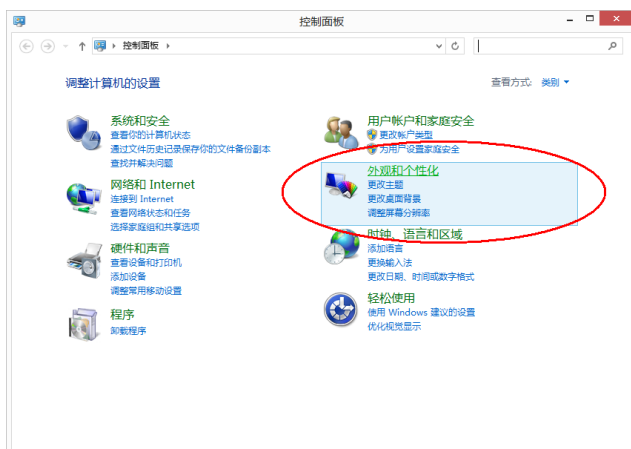 控制面板
控制面板
调整计算机的设置
查看方式: 类别
系统和安全
查看你的计算机状态
通过文件历史记录保存你的文件备份副本
查找并解决问题
网络和 Internet
连接到 Internet
查看网络状态和任务
选择家庭组和共享选项
硬件和声音
查看设备和打印机
添加设备
调整常用移动设置
程序
卸载程序
用户帐户和家庭安全
更改帐户类型
为用户设置家庭安全
外观和个性化
更改主题
更改桌面背景
调整屏幕分辨率
时钟、语言和区域
添加语言
更换输入法
更改日期、时间或数字格式
轻松使用
使用 Windows 建议的设置
优化视觉显示